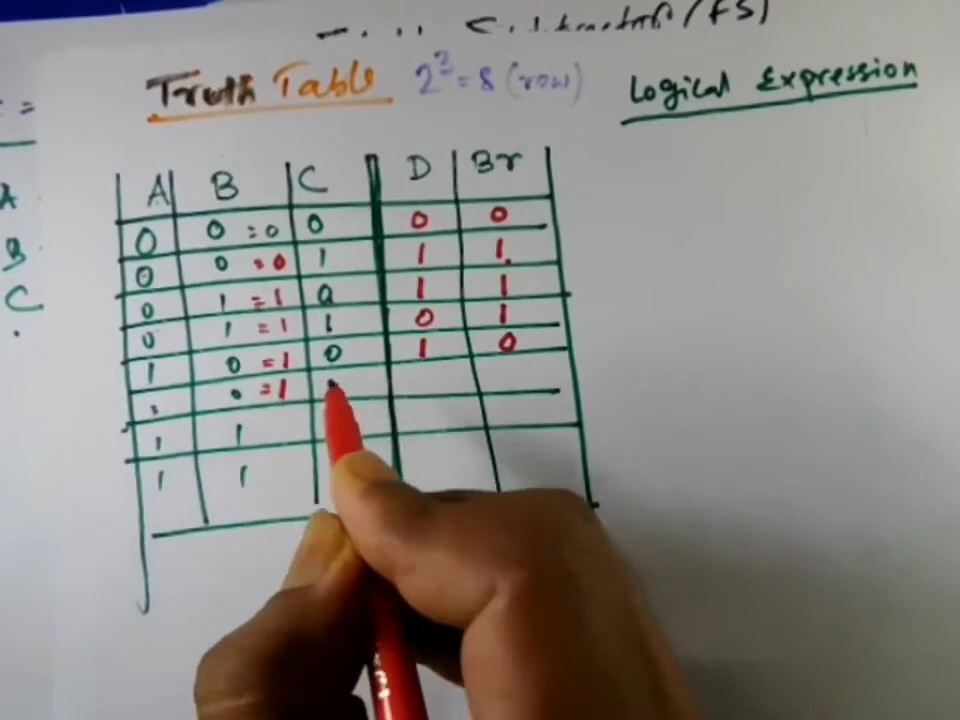 (FS)
Truth Table 2³=8 (row) Logical Expression
A B C D Br
0 0 =0 0 0 0
0 0 =0 1 1 1
0 1 =1 0 1 1
0 1 =1 1 0 1
1 0 =1 0 1 0
0 =1
1 1
1 1
=
A
B
C